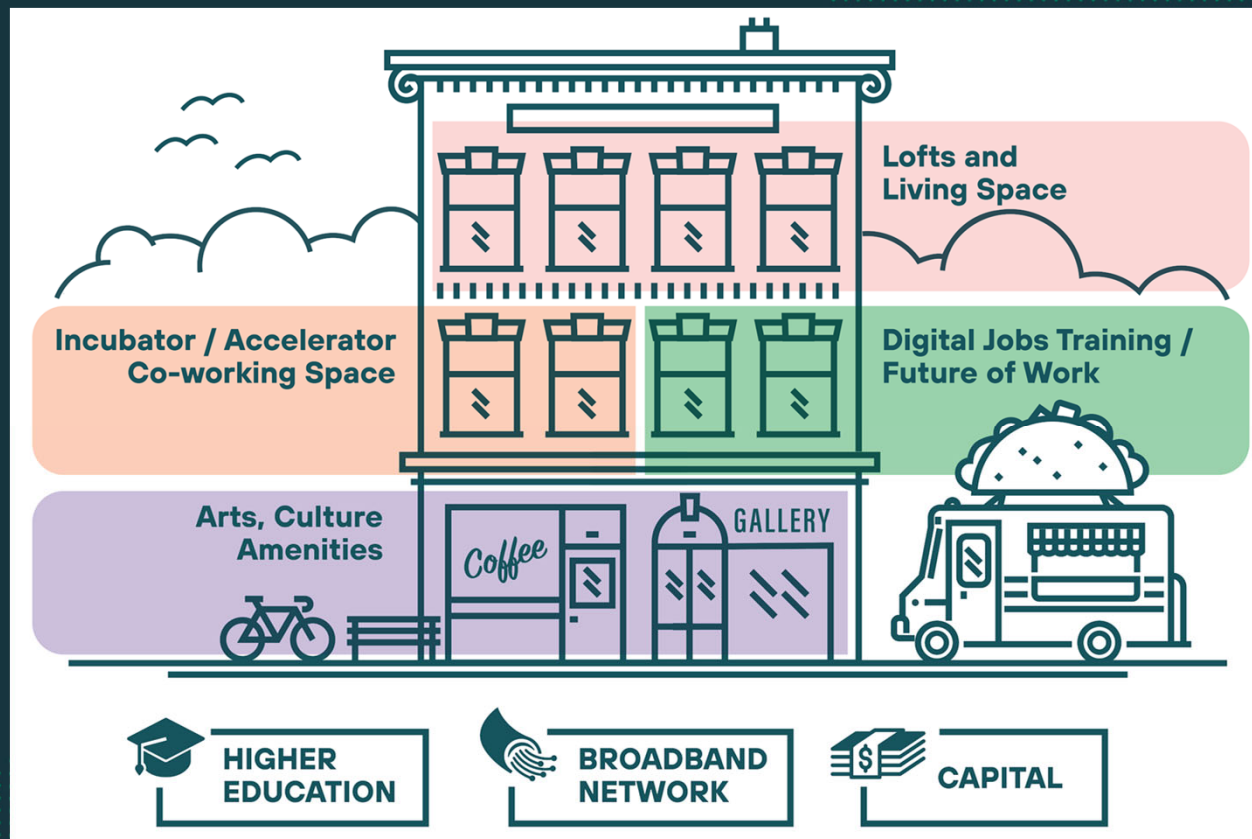 Lofts and
Living Space
Incubator / Accelerator
Co-working Space
Digital Jobs Training /
Future of Work
Arts, Culture
Amenities
Coffee
GALLERY
HIGHER
EDUCATION
BROADBAND
NETWORK
$
CAPITAL